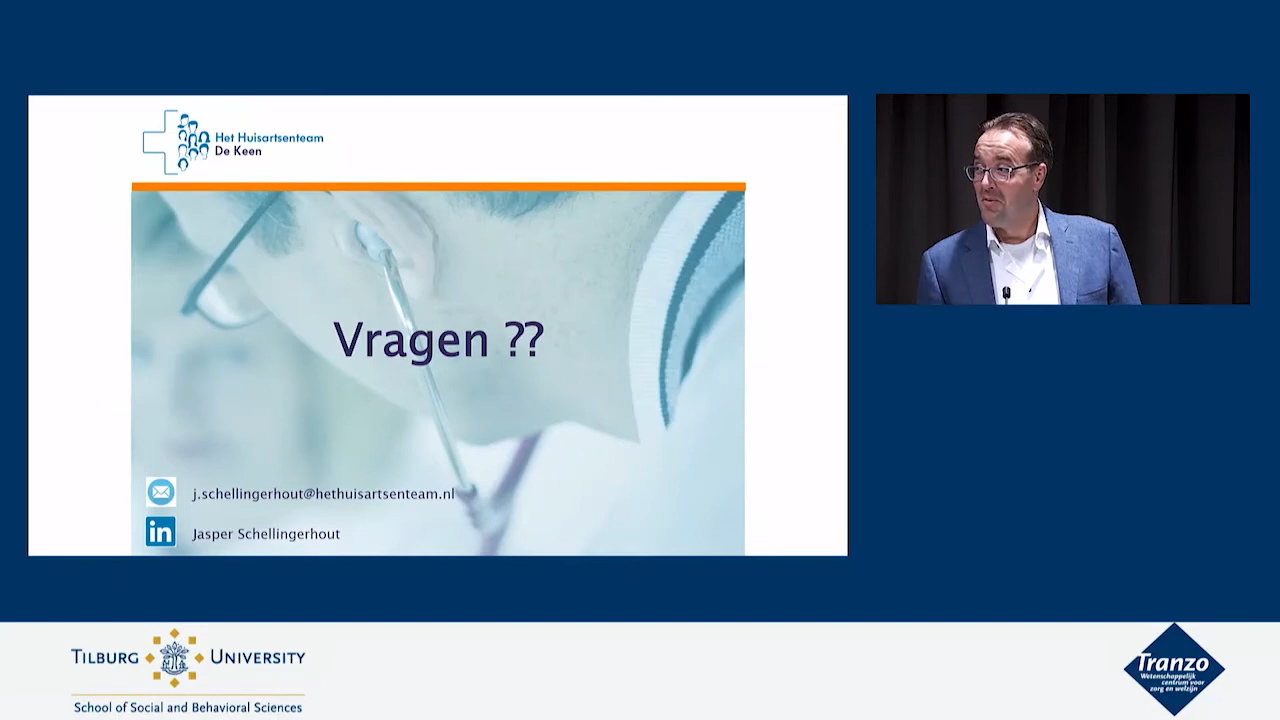 Het Huisartsenteam
De Keen
Vragen ??
j.schellingerhout@hethuisartsenteam.nl
in
Jasper Schellingerhout
TILBURG UNIVERSITY
School of Social and Behavioral Sciences
Tranzo
Wetenschappelijk
centrum voor
zorg en welzijn